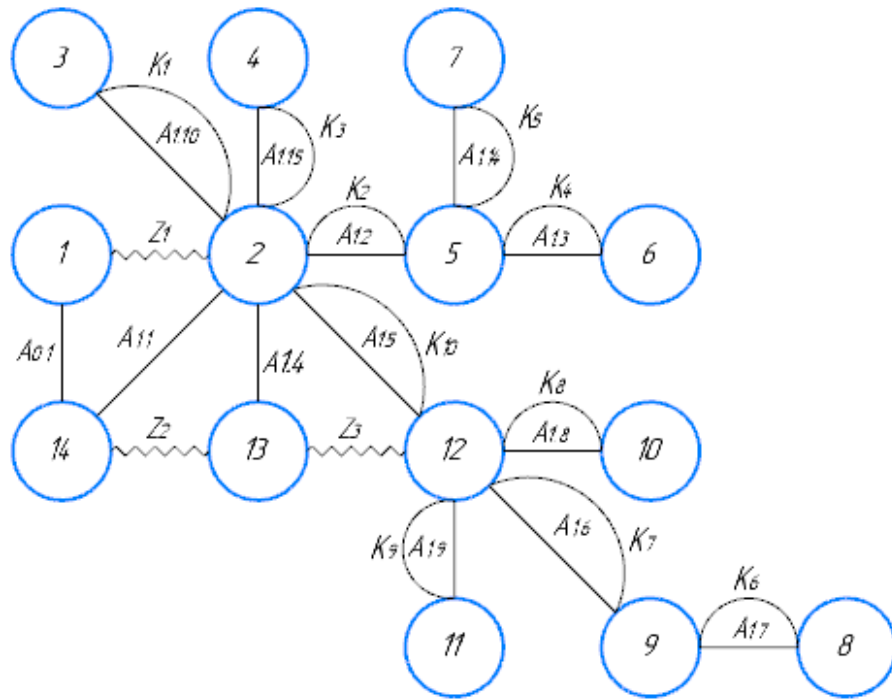 3 4 7
K1
K3
K5
A1.10
A1.15
A1.14
K2
K4
Z1
A1.2
A1.3
1 2 5 6
A0.1
A1.1
A1.4
A1.5
K10
K8
Z2
Z3
A1.8
14 13 12 10
K9
A1.9
A1.6
K7
K6
A1.7
11 9 8